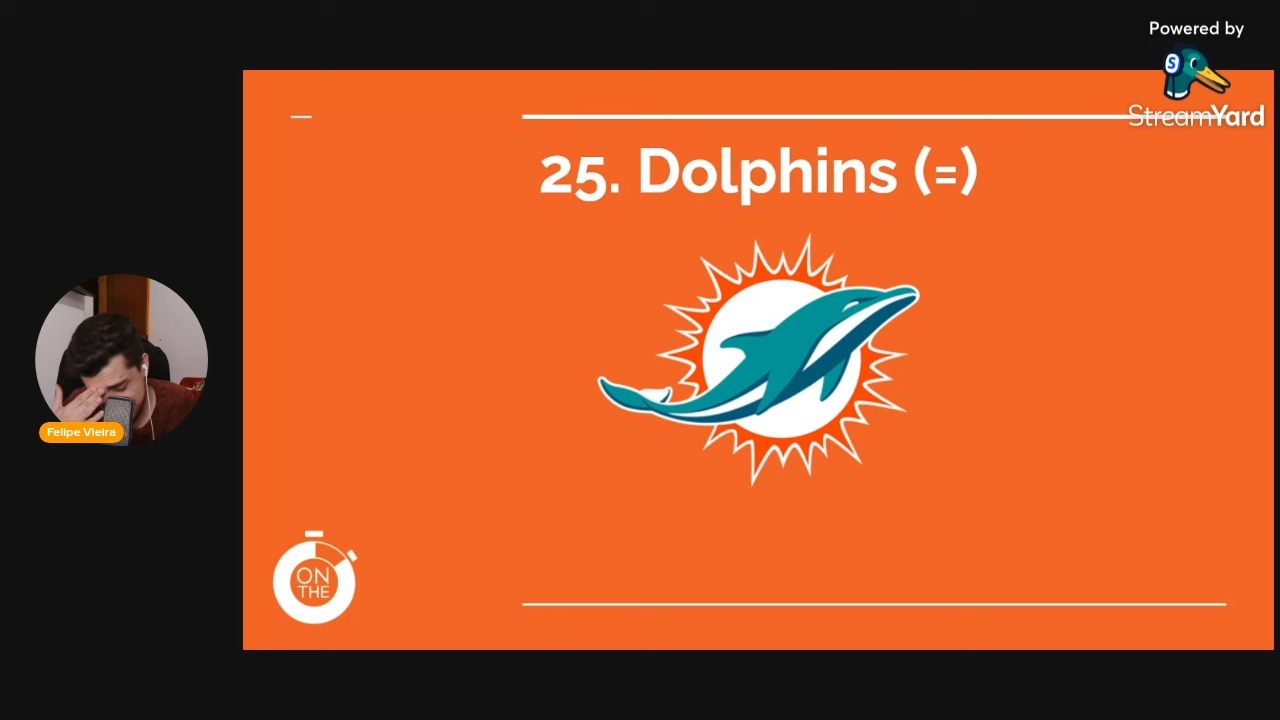 Powered by
S
StreamYard
25. Dolphins (=)
Felipe Vieira
ON
THE